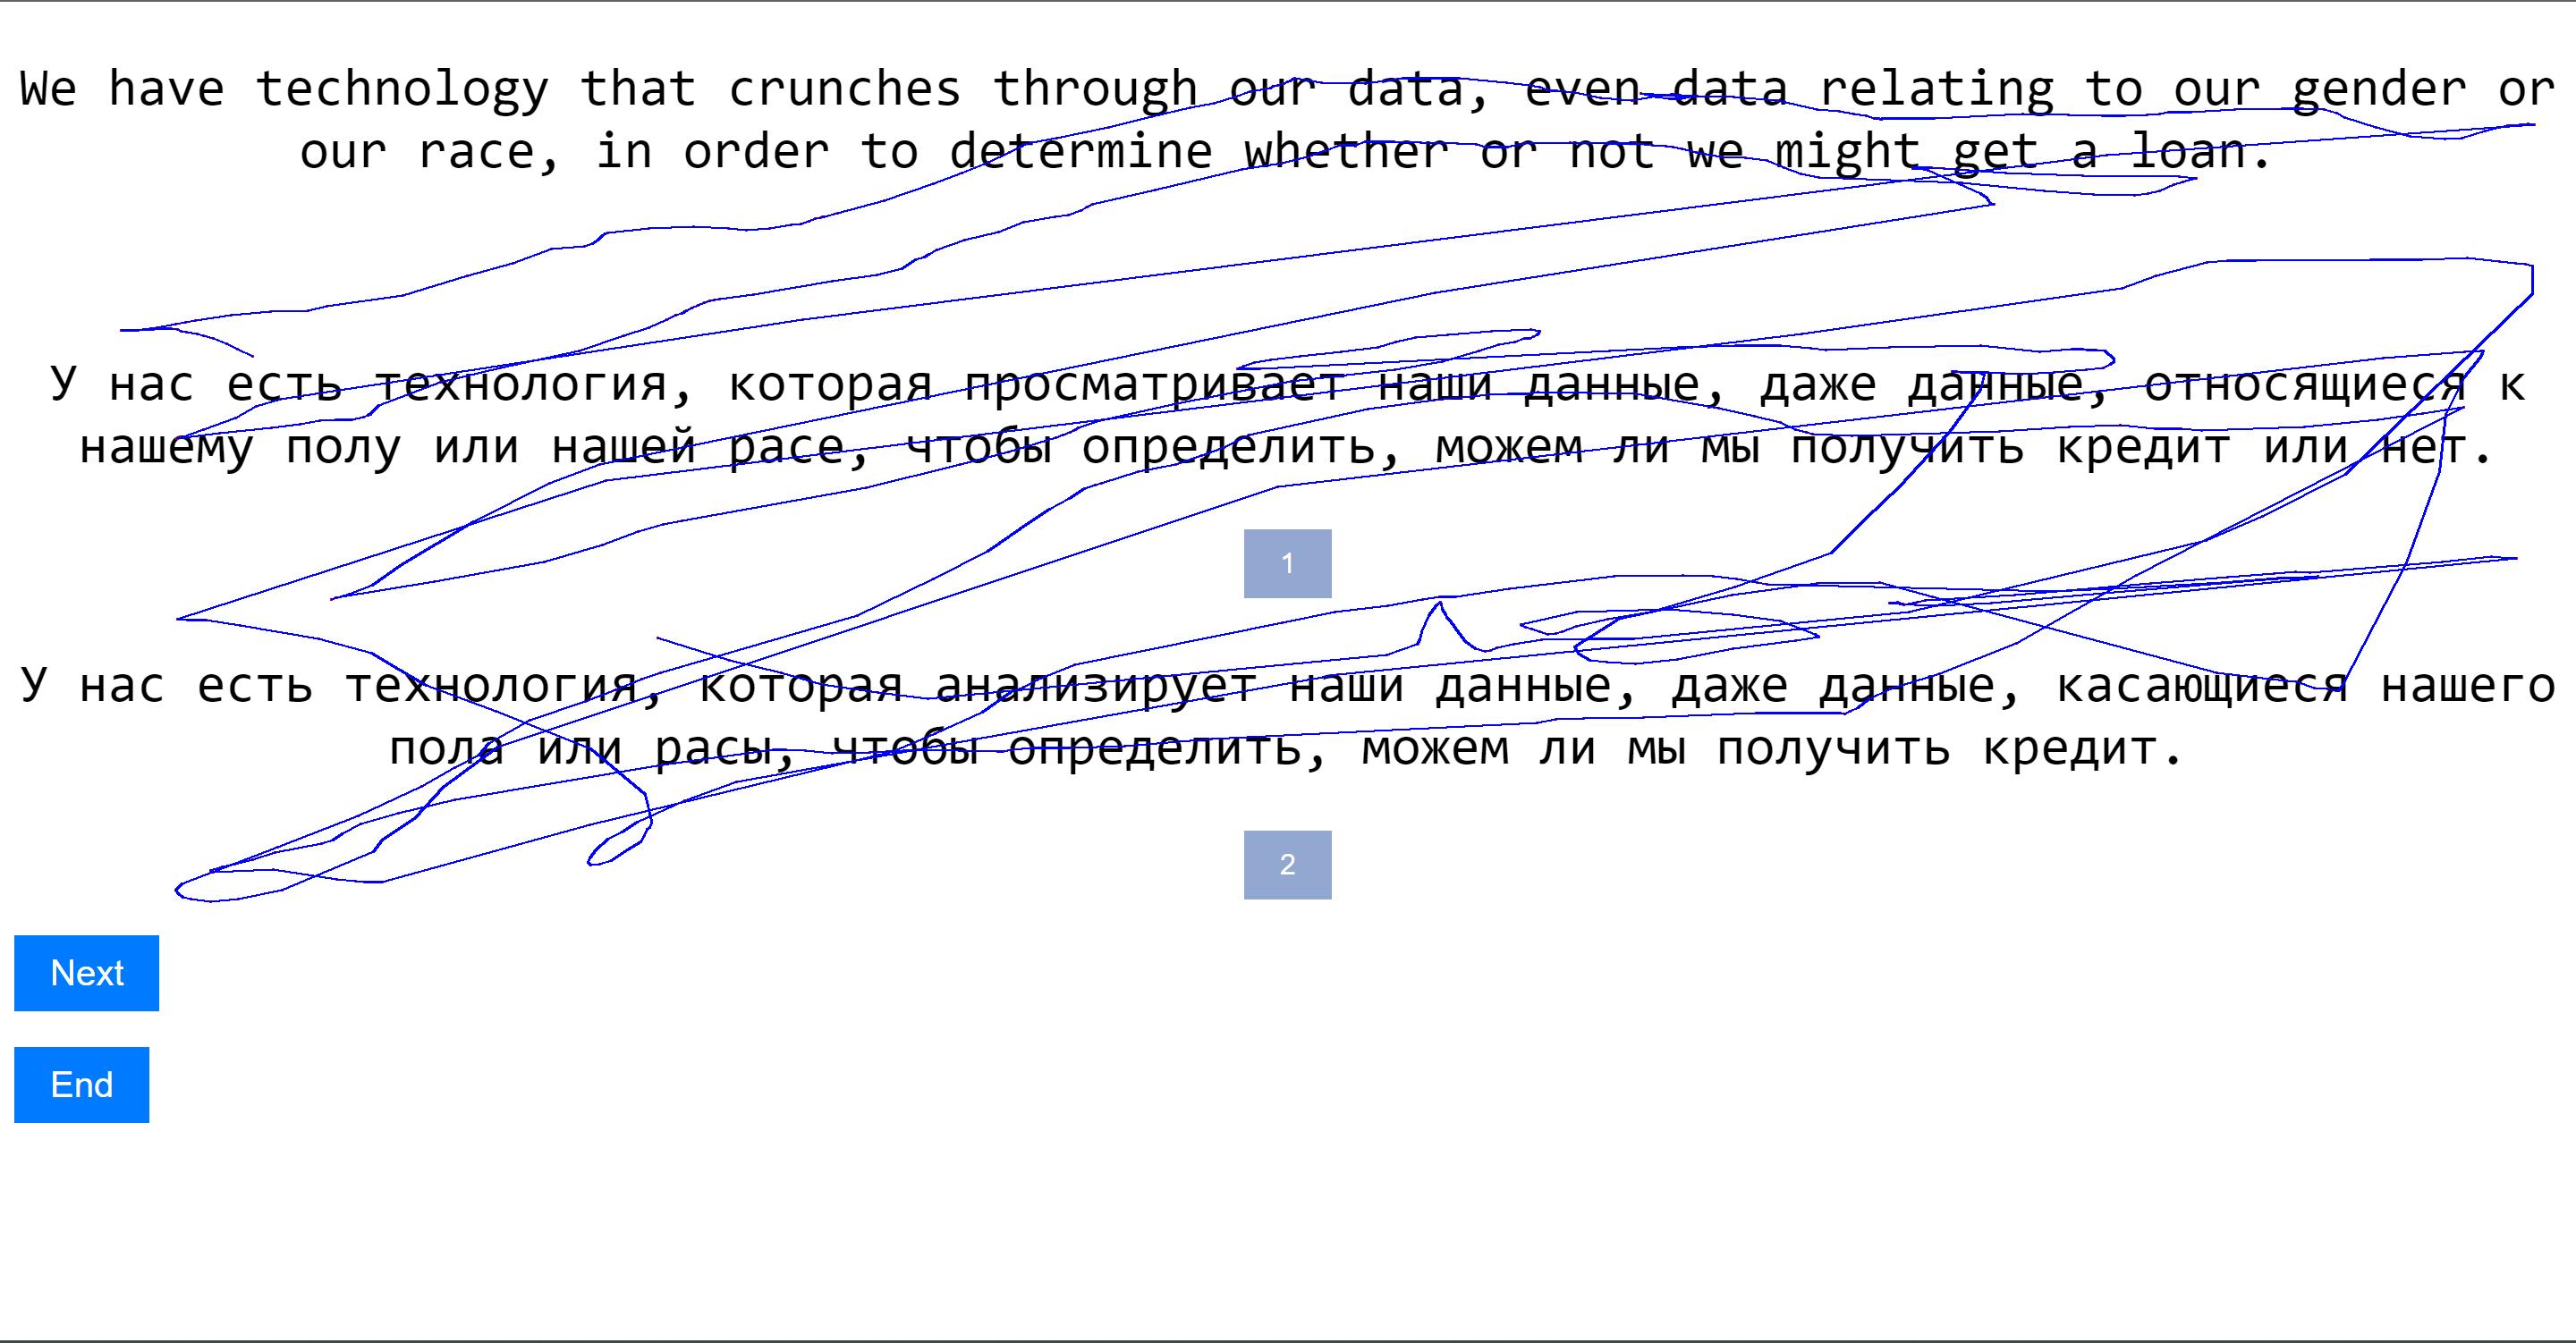 We have technology that crunches through our data, even data relating to our gender or
our race, in order to determine whether or not we might get a loan.
У нас есть технология, которая просматривает наши данные, даже данные, относящиеся к
нашему полу или нашей расе, чтобы определить, можем ли мы получить кредит или нет.
1
У нас есть технология, которая анализирует наши данные, даже данные, касающиеся нашего
пола или расы, чтобы определить, можем ли мы получить кредит.
2
Next
End